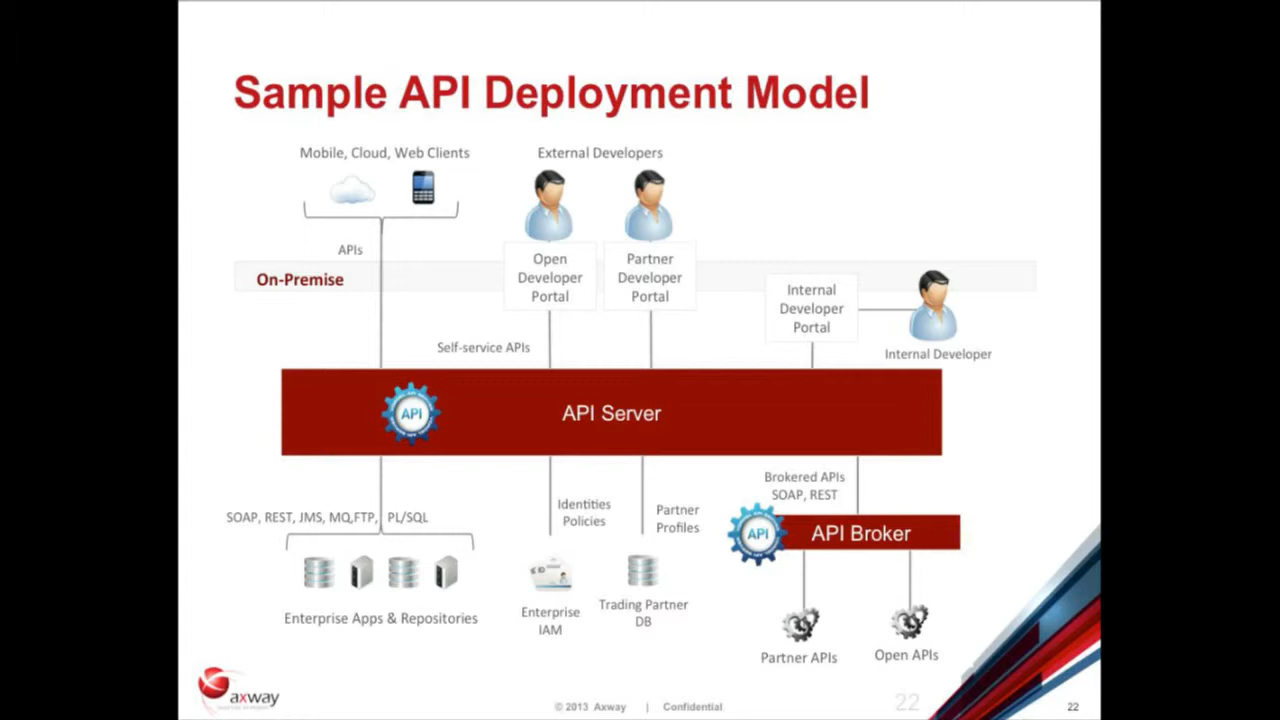 Sample API Deployment Model
Mobile, Cloud, Web Clients
External Developers
APIs
On-Premise
Open
Developer
Portal
Partner
Developer
Portal
Internal
Developer
Portal
Internal Developer
Self-service APIs
API
API Server
SOAP, REST, JMS, MQ,FTP, PL/SQL
Identities
Policies
Partner
Profiles
Brokered APIs
SOAP, REST
API
API Broker
Enterprise Apps & Repositories
ID
Enterprise
IAM
Trading Partner
DB
Partner APIs
Open APIs
axway
© 2013 Axway | Confidential
22
22